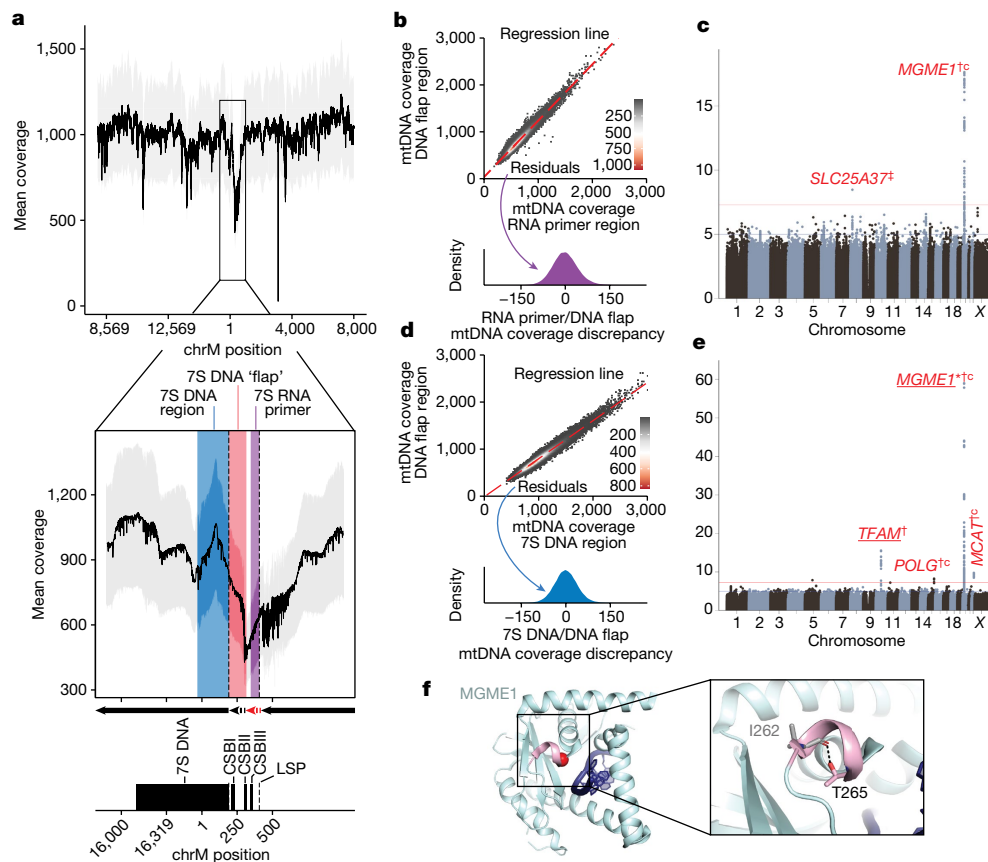 a
1,500
1,000
500
0
Mean coverage
8,569 12,569 1 4,000 8,000
chrM position
7S DNA 'flap'
7S DNA region
7S RNA primer
1,200
900
600
300
Mean coverage
7S DNA
CSBI
CSBII
CSBIII
LSP
16,000 16,319 1 250 500
chrM position
b
3,000
2,000
1,000
0
mtDNA coverage
DNA flap region
Regression line
250
500
750
1,000
Residuals
0 1,000 2,000 3,000
mtDNA coverage
RNA primer region
Density
−150 0 150
RNA primer/DNA flap
mtDNA coverage discrepancy
d
3,000
2,000
1,000
0
mtDNA coverage
DNA flap region
Regression line
200
400
600
800
Residuals
0 1,000 2,000 3,000
mtDNA coverage
7S DNA region
Density
−150 0 150
7S DNA/DNA flap
mtDNA coverage discrepancy
c
MGME1†c
SLC25A37‡
15
10
5
0
1 2 3 5 7 9 11 14 18 X
Chromosome
e
MGME1*†c
TFAM†
POLG†c
MCAT†c
60
50
40
30
20
10
0
1 2 3 5 7 9 11 14 18 X
Chromosome
f
MGME1
I262
T265